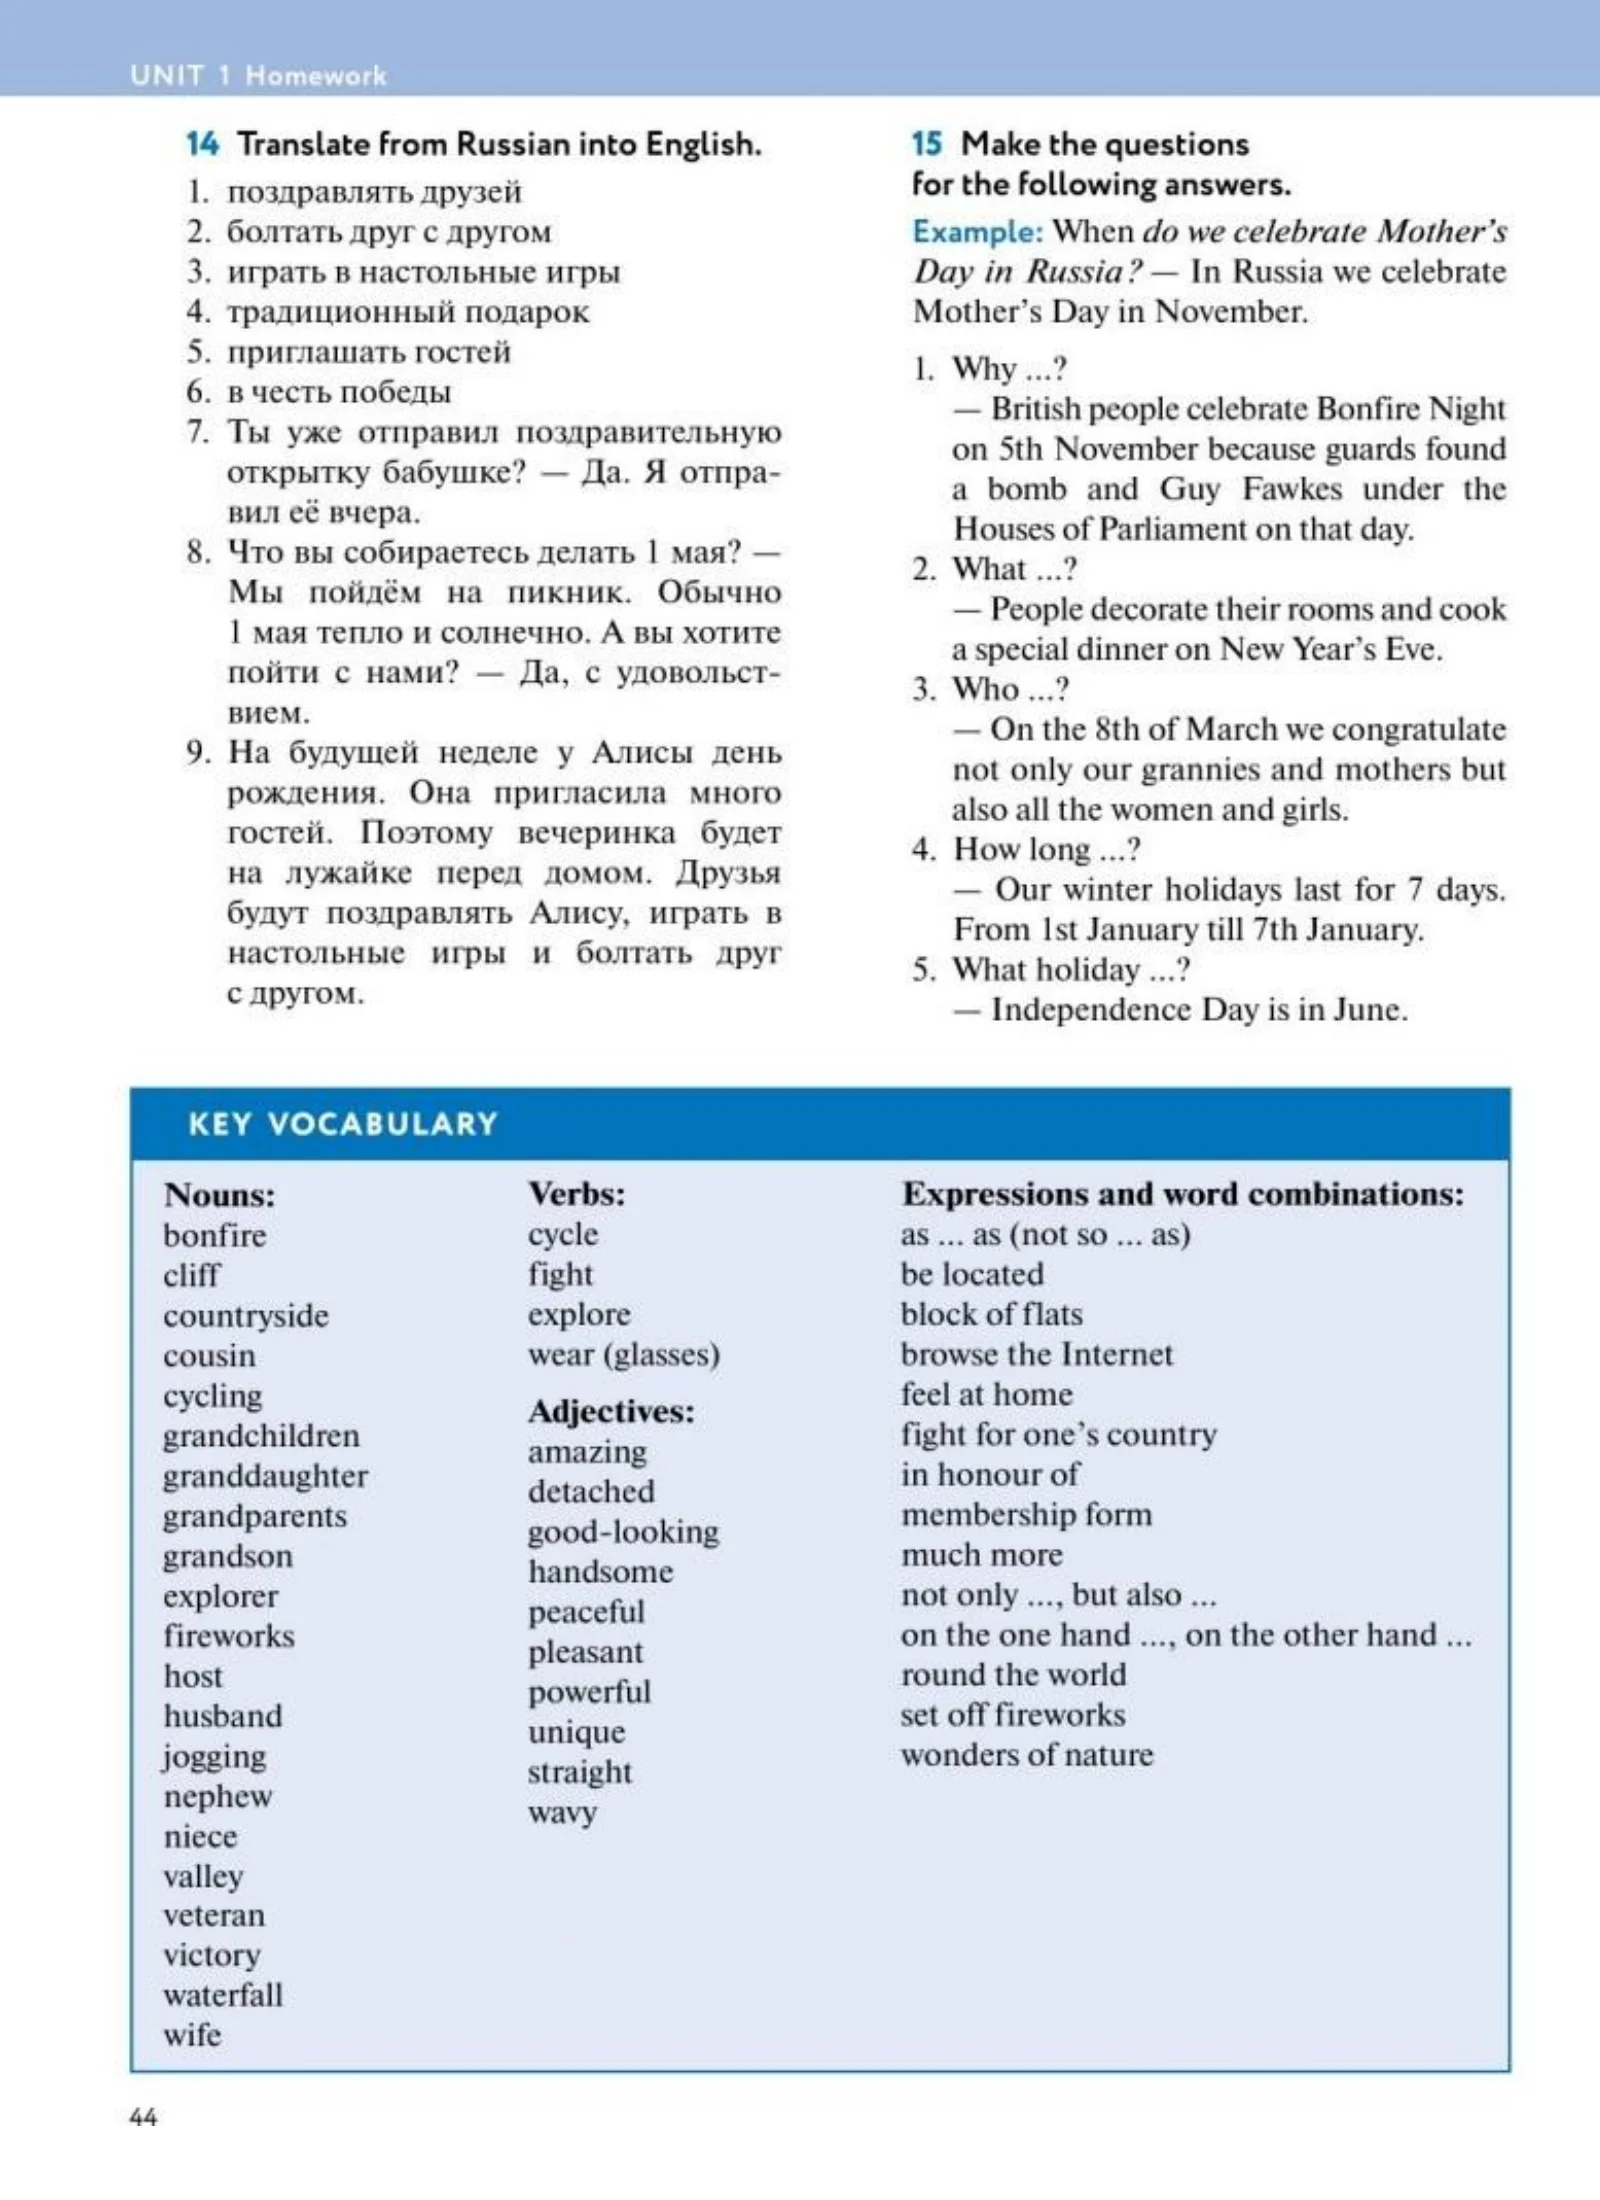 UNIT 1 Homework
14 Translate from Russian into English.
1. поздравлять друзей
2. болтать друг с другом
3. играть в настольные игры
4. традиционный подарок
5. приглашать гостей
6. в честь победы
7. Ты уже отправил поздравительную
открытку бабушке? — Да. Я отпра-
вил её вчера.
8. Что вы собираетесь делать 1 мая? —
Мы пойдём на пикник. Обычно
1 мая тепло и солнечно. А вы хотите
пойти с нами? — Да, с удовольст-
вием.
9. На будущей неделе у Алисы день
рождения. Она пригласила много
гостей. Поэтому вечеринка будет
на лужайке перед домом. Друзья
будут поздравлять Алису, играть в
настольные игры и болтать друг
с другом.
15 Make the questions
for the following answers.
Example: When do we celebrate Mother's
Day in Russia? — In Russia we celebrate
Mother's Day in November.
1. Why ...?
— British people celebrate Bonfire Night
on 5th November because guards found
a bomb and Guy Fawkes under the
Houses of Parliament on that day.
2. What ...?
— People decorate their rooms and cook
a special dinner on New Year's Eve.
3. Who ...?
— On the 8th of March we congratulate
not only our grannies and mothers but
also all the women and girls.
4. How long ...?
— Our winter holidays last for 7 days.
From 1st January till 7th January.
5. What holiday ...?
— Independence Day is in June.
KEY VOCABULARY
Nouns:
bonfire
cliff
countryside
cousin
cycling
grandchildren
granddaughter
grandparents
grandson
explorer
fireworks
host
husband
jogging
nephew
niece
valley
veteran
victory
waterfall
wife
Verbs:
cycle
fight
explore
wear (glasses)
Adjectives:
amazing
detached
good-looking
handsome
peaceful
pleasant
powerful
unique
straight
wavy
Expressions and word combinations:
as ... as (not so ... as)
be located
block of flats
browse the Internet
feel at home
fight for one's country
in honour of
membership form
much more
not only ..., but also ...
on the one hand ..., on the other hand ...
round the world
set off fireworks
wonders of nature
44